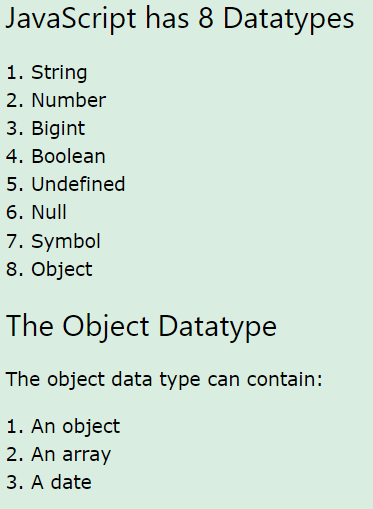 JavaScript has 8 Datatypes
1. String
2. Number
3. Bigint
4. Boolean
5. Undefined
6. Null
7. Symbol
8. Object
The Object Datatype
The object data type can contain:
1. An object
2. An array
3. A date